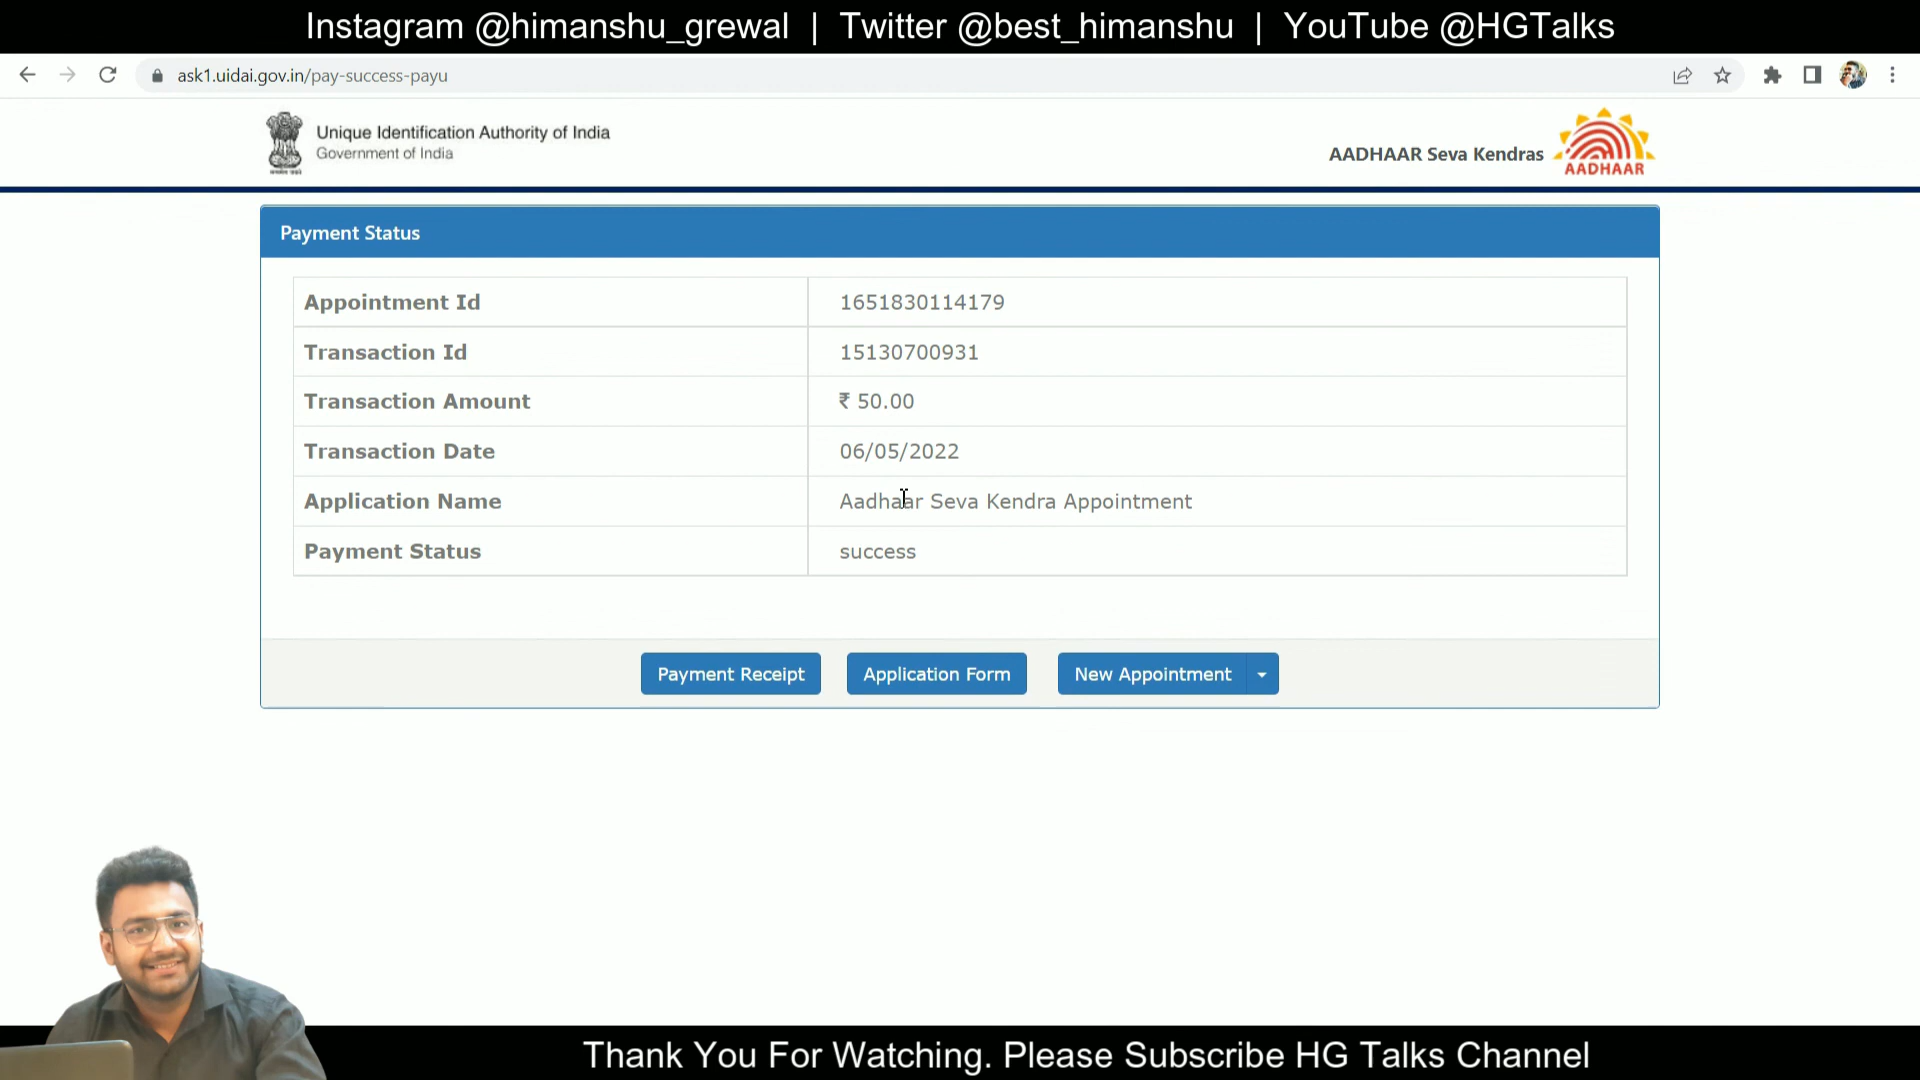 Instagram @himanshu_grewal | Twitter @best_himanshu | YouTube @HGTalks
ask1.uidai.gov.in/pay-success-payu
Unique Identification Authority of India
Government of India
AADHAAR Seva Kendras
AADHAAR
Payment Status
Appointment Id 1651830114179
Transaction Id 15130700931
Transaction Amount ₹ 50.00
Transaction Date 06/05/2022
Application Name Aadhaar Seva Kendra Appointment
Payment Status success
Payment Receipt Application Form New Appointment
Thank You For Watching. Please Subscribe HG Talks Channel